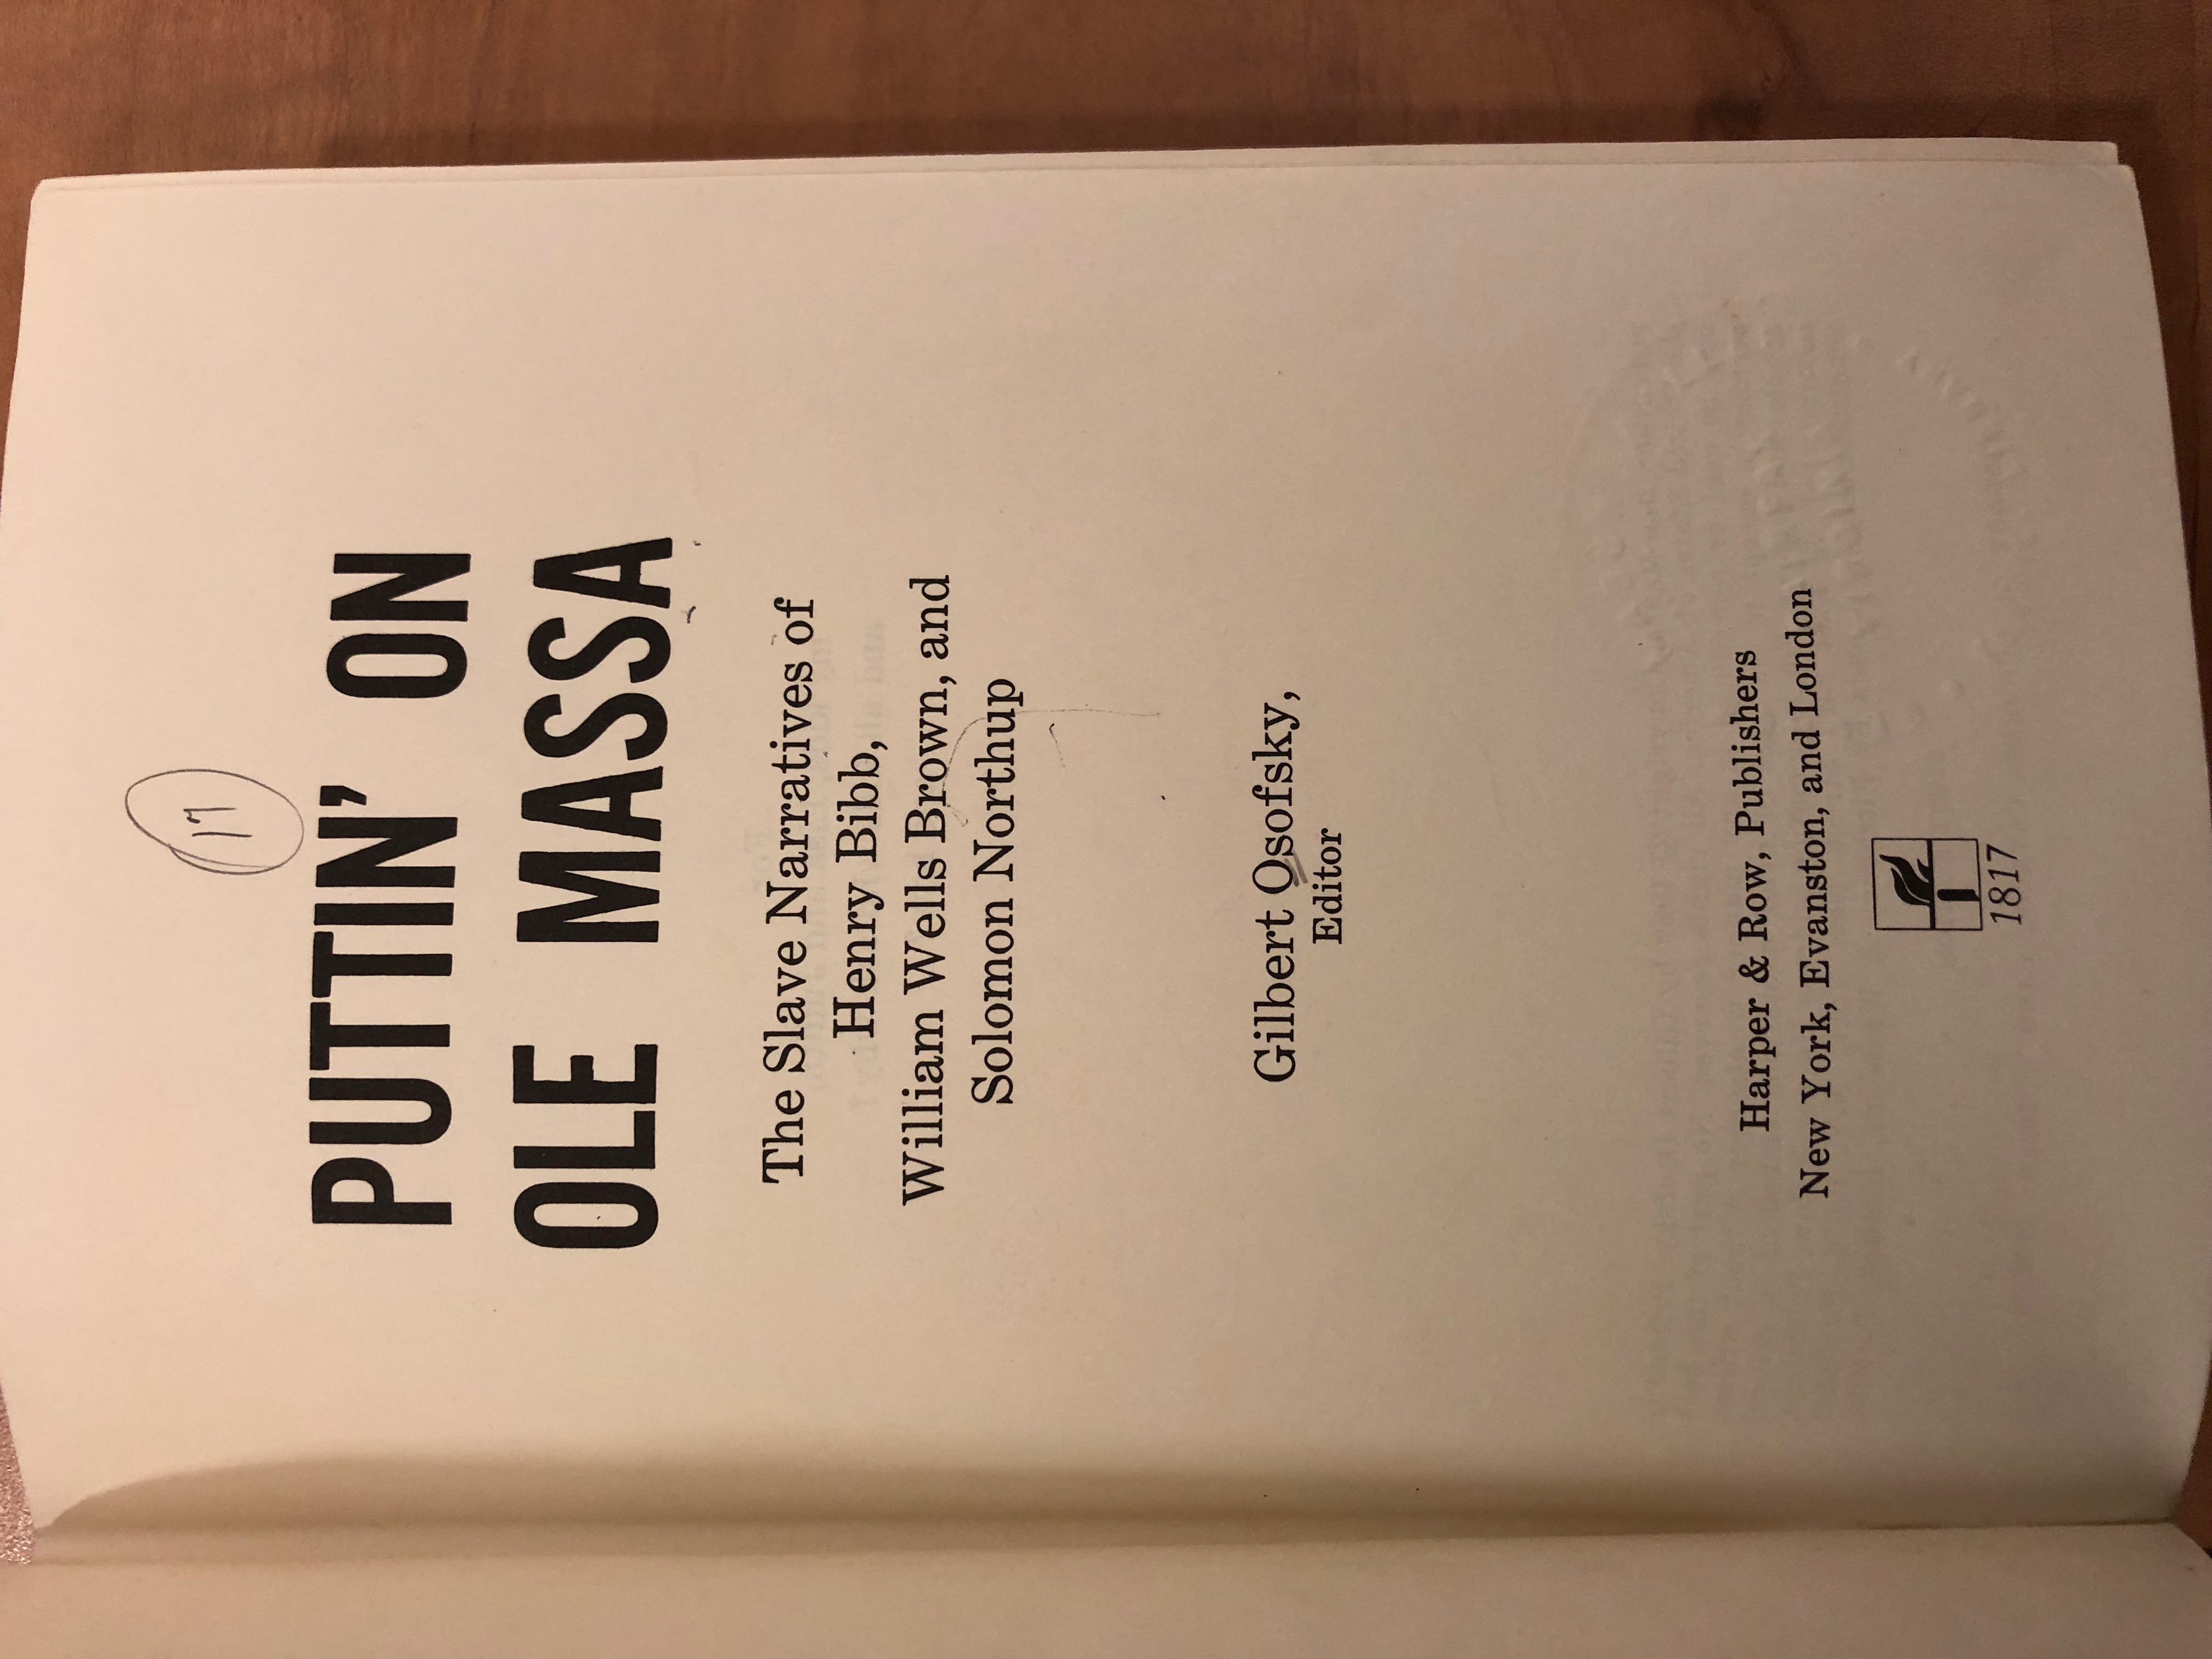 17
PUTTIN' ON
OLE MASSA
The Slave Narratives of
Henry Bibb,
William Wells Brown, and
Solomon Northup
Gilbert Osofsky,
Editor
Harper & Row, Publishers
New York, Evanston, and London
1817